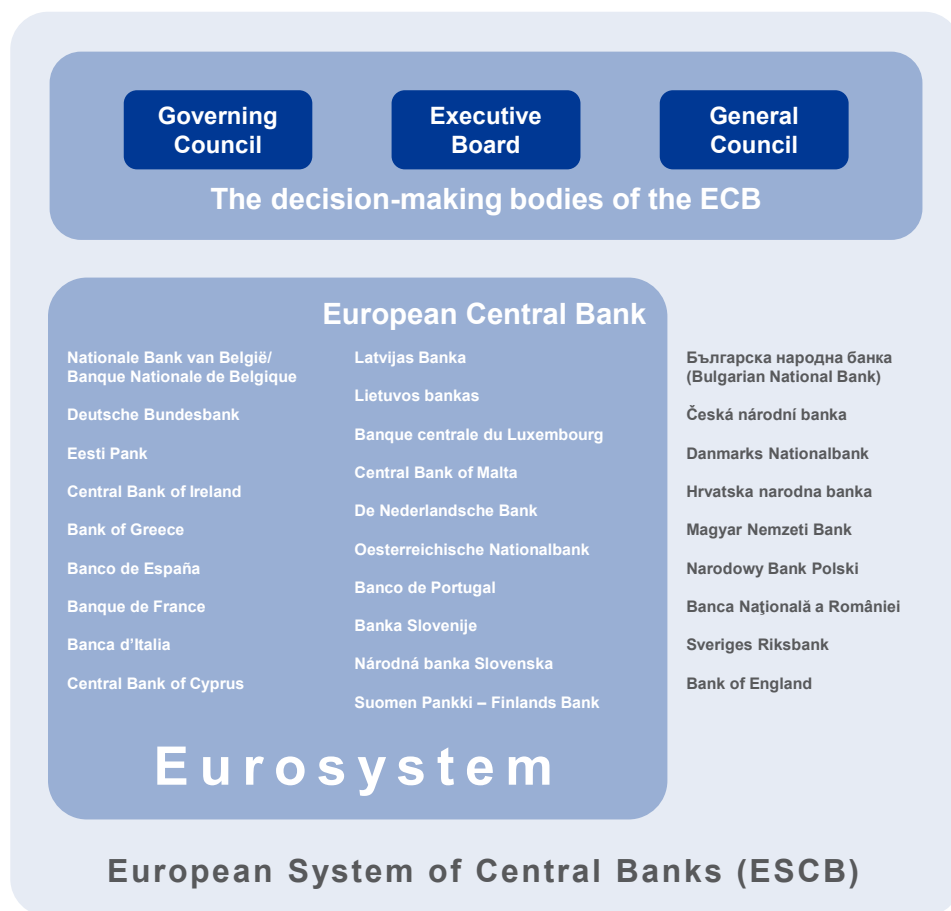 Governing
Council
Executive
Board
General
Council
The decision-making bodies of the ECB
European Central Bank
Nationale Bank van België/
Banque Nationale de Belgique
Deutsche Bundesbank
Eesti Pank
Central Bank of Ireland
Bank of Greece
Banco de España
Banque de France
Banca d’Italia
Central Bank of Cyprus
Latvijas Banka
Lietuvos bankas
Banque centrale du Luxembourg
Central Bank of Malta
De Nederlandsche Bank
Oesterreichische Nationalbank
Banco de Portugal
Banka Slovenije
Národná banka Slovenska
Suomen Pankki – Finlands Bank
Българска народна банка
(Bulgarian National Bank)
Česká národní banka
Danmarks Nationalbank
Hrvatska narodna banka
Magyar Nemzeti Bank
Narodowy Bank Polski
Banca Naţională a României
Sveriges Riksbank
Bank of England
Eurosystem
European System of Central Banks (ESCB)